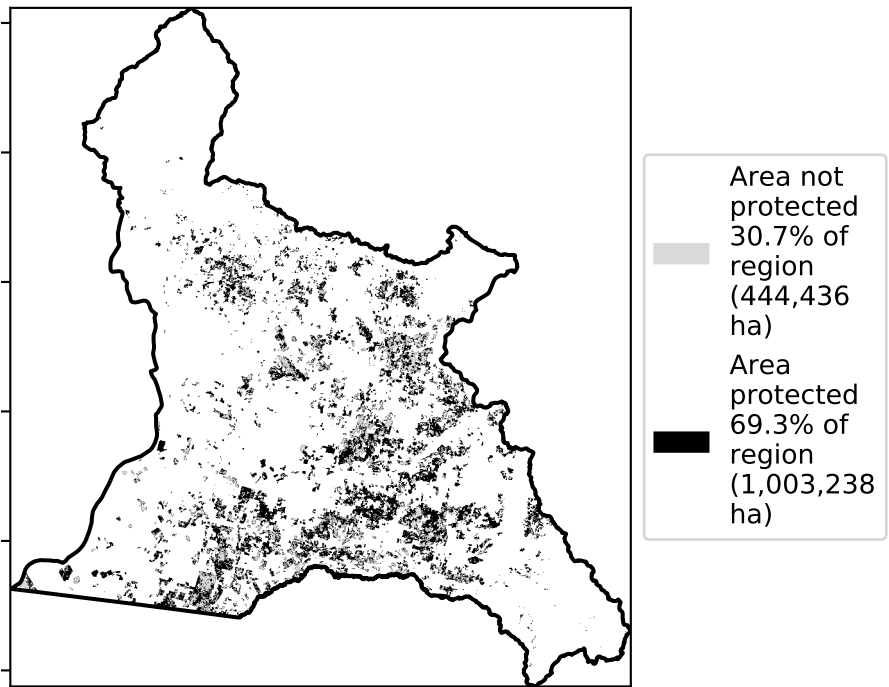 Area not
protected
30.7% of
region
(444,436
ha)
Area
protected
69.3% of
region
(1,003,238
ha)